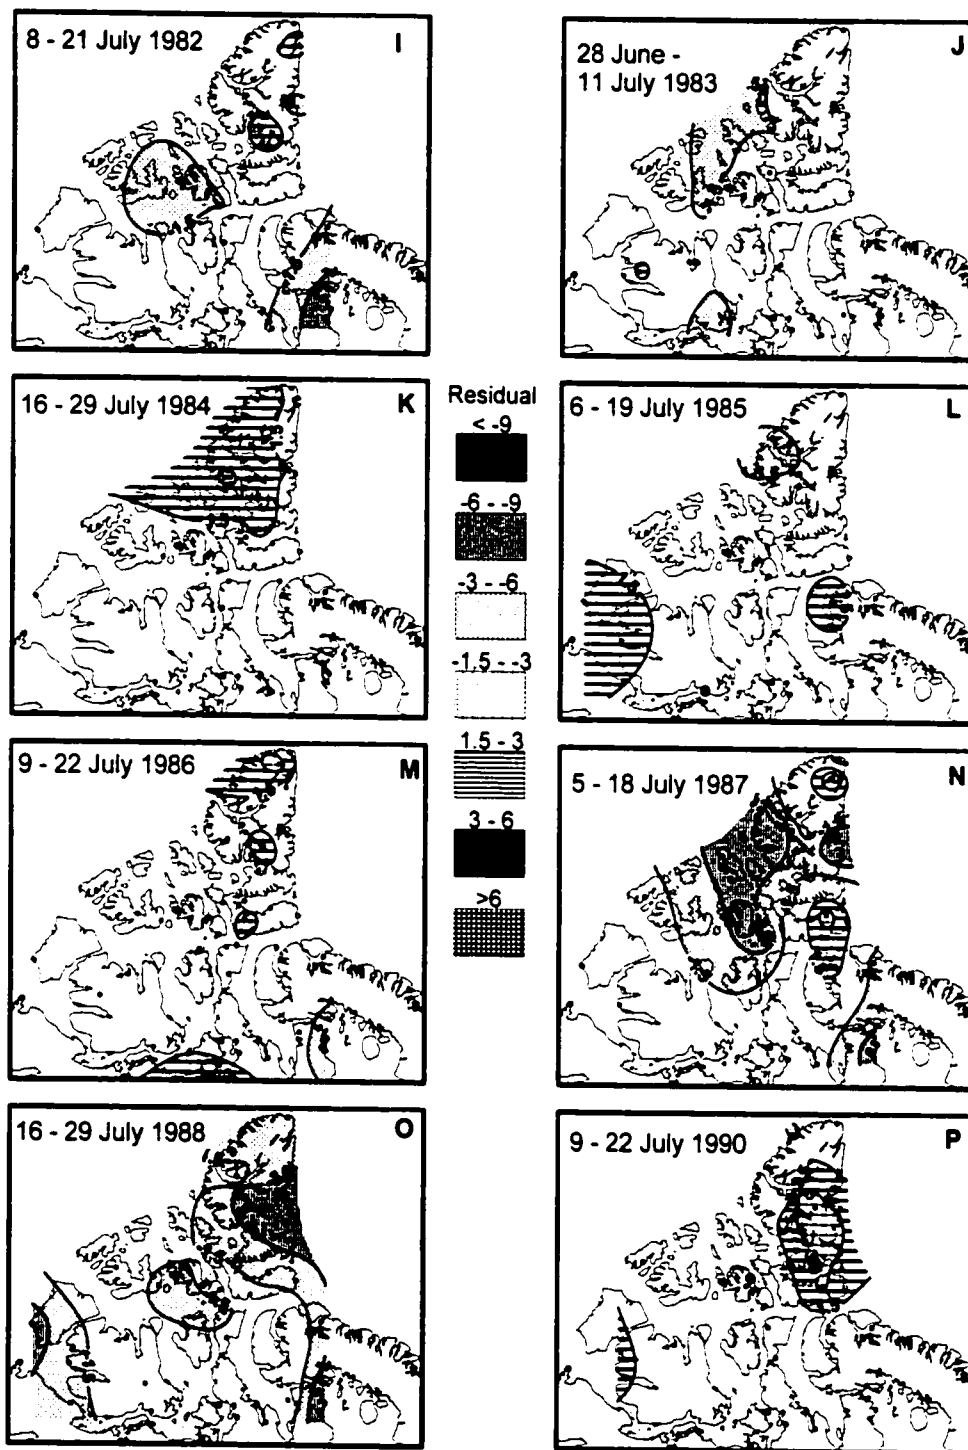 8 - 21 July 1982
I
28 June -
11 July 1983
J
16 - 29 July 1984
K
Residual
< -9
-6 - -9
-3 - -6
-1.5 - -3
1.5 - 3
3 - 6
>6
6 - 19 July 1985
L
9 - 22 July 1986
M
5 - 18 July 1987
N
16 - 29 July 1988
O
9 - 22 July 1990
P